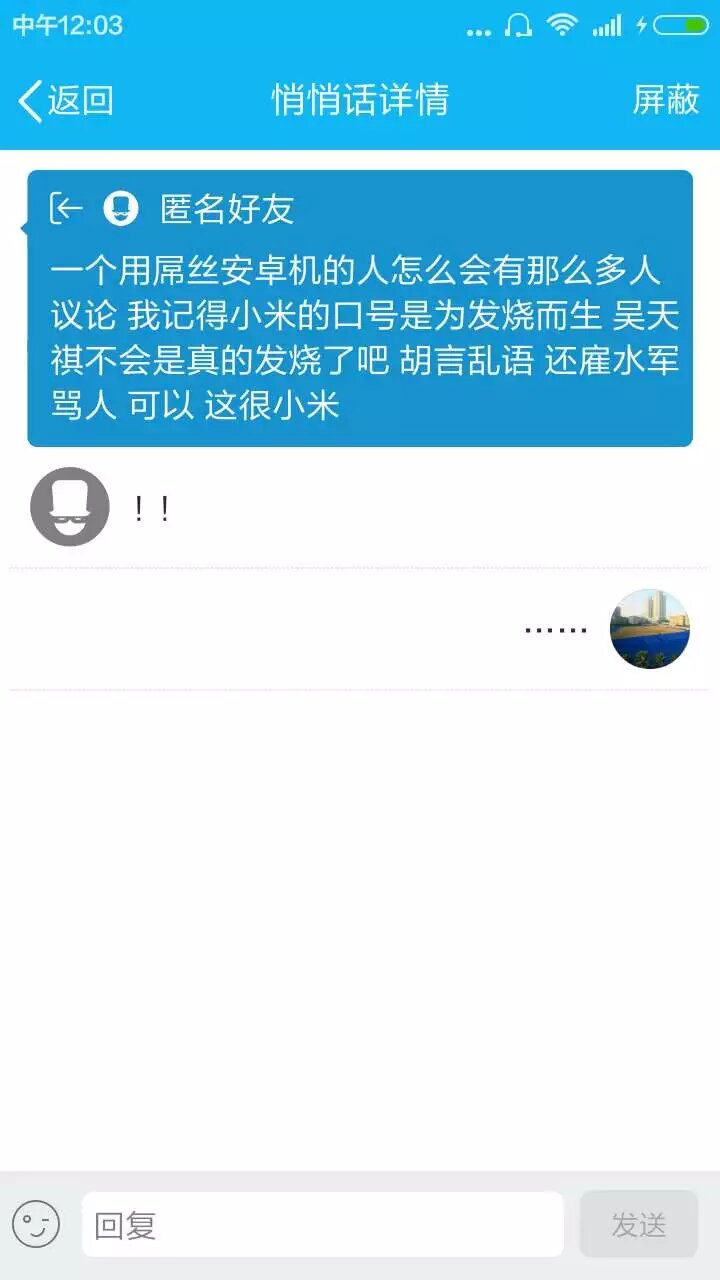 中午12:03
返回
悄悄话详情
屏蔽
匿名好友
一个用屌丝安卓机的人怎么会有那么多人
议论 我记得小米的口号是为发烧而生 吴天
祺不会是真的发烧了吧 胡言乱语 还雇水军
骂人 可以 这很小米
！！
……
回复
发送